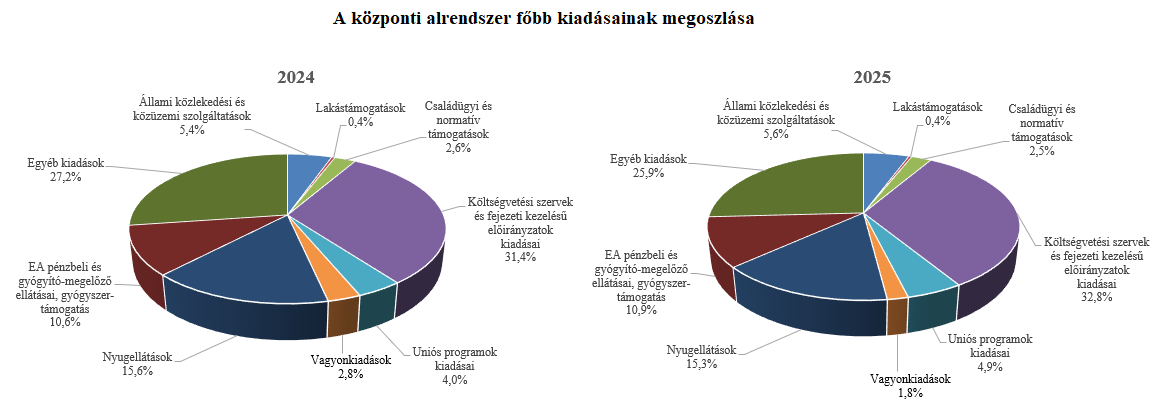 A központi alrendszer főbb kiadásainak megoszlása
2024
Állami közlekedési és
közüzemi szolgáltatások
5,4%
Lakástámogatások
0,4%
Családügyi és
normatív
támogatások
2,6%
Egyéb kiadások
27,2%
Költségvetési szervek
és fejezeti kezelésű
előirányzatok
kiadásai
31,4%
EA pénzbeli és
gyógyító-megelőző
ellátásai, gyógyszer-
támogatás
10,6%
Nyugellátások
15,6%
Vagyonkiadások
2,8%
Uniós programok
kiadásai
4,0%
2025
Állami közlekedési és
közüzemi szolgáltatások
5,6%
Lakástámogatások
0,4%
Családügyi és
normatív
támogatások
2,5%
Egyéb kiadások
25,9%
Költségvetési szervek
és fejezeti kezelésű
előirányzatok
kiadásai
32,8%
EA pénzbeli és
gyógyító-megelőző
ellátásai, gyógyszer-
támogatás
10,9%
Nyugellátások
15,3%
Vagyonkiadások
1,8%
Uniós programok
kiadásai
4,9%